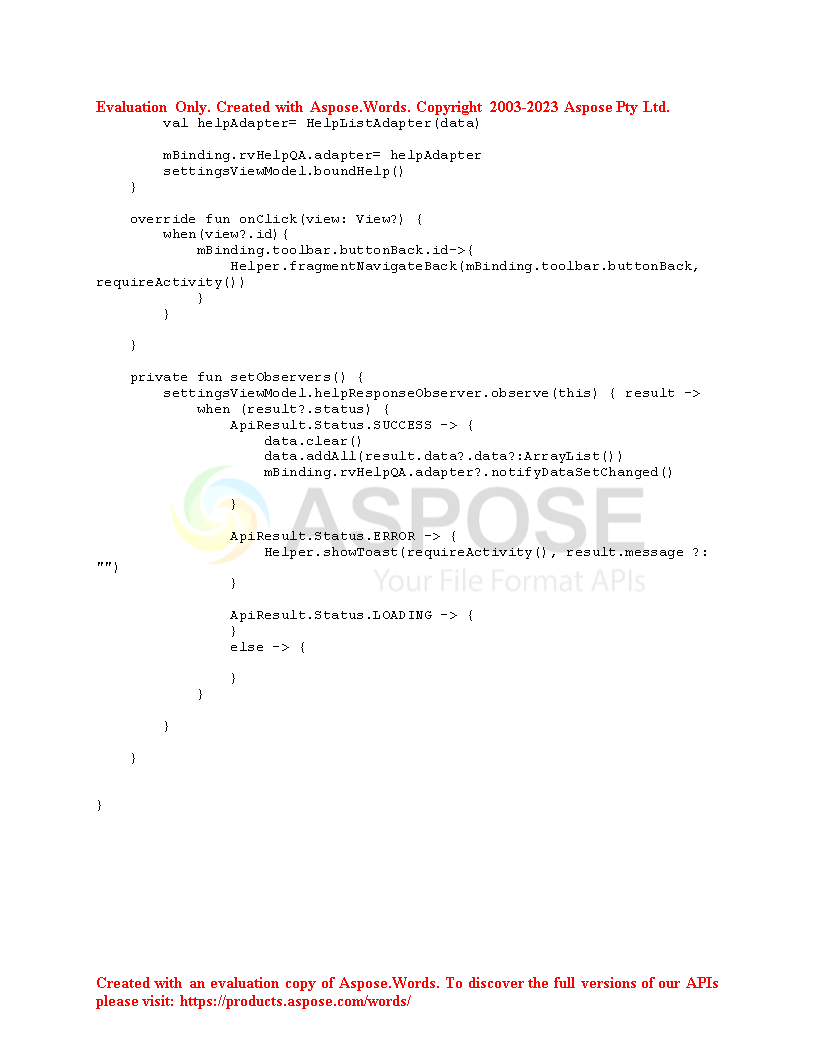 Evaluation Only. Created with Aspose.Words. Copyright 2003-2023 Aspose Pty Ltd.
        val helpAdapter= HelpListAdapter(data)

        mBinding.rvHelpQA.adapter= helpAdapter
        settingsViewModel.boundHelp()
    }

    override fun onClick(view: View?) {
        when(view?.id){
            mBinding.toolbar.buttonBack.id->{
                Helper.fragmentNavigateBack(mBinding.toolbar.buttonBack,
requireActivity())
            }
        }

    }

    private fun setObservers() {
        settingsViewModel.helpResponseObserver.observe(this) { result ->
            when (result?.status) {
                ApiResult.Status.SUCCESS -> {
                    data.clear()
                    data.addAll(result.data?.data?:ArrayList())
                    mBinding.rvHelpQA.adapter?.notifyDataSetChanged()

                }

                ApiResult.Status.ERROR -> {
                    Helper.showToast(requireActivity(), result.message ?:
"")
                }

                ApiResult.Status.LOADING -> {
                }
                else -> {

                }
            }

        }

    }


}
ASPOSE
Your File Format APIs
Created with an evaluation copy of Aspose.Words. To discover the full versions of our APIs
please visit: https://products.aspose.com/words/